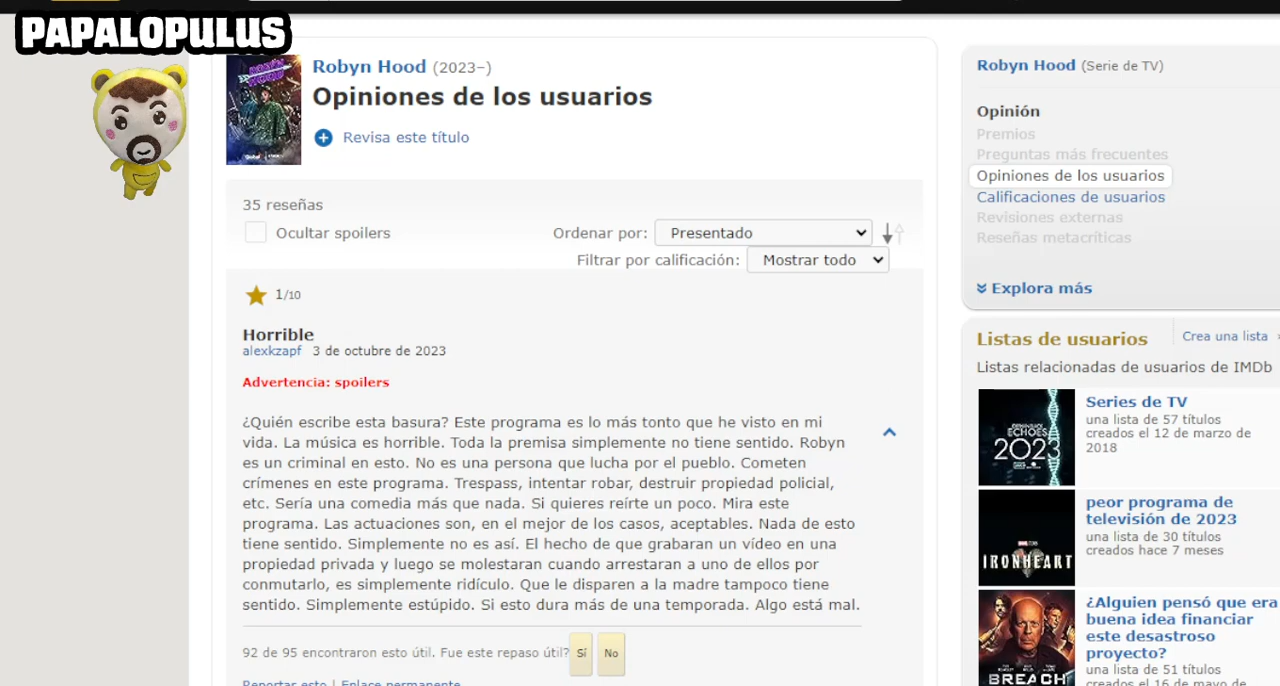 PAPALOPULUS
Robyn Hood (2023–)
Opiniones de los usuarios
Revisa este título
35 reseñas
Ocultar spoilers
Ordenar por: Presentado
Filtrar por calificación: Mostrar todo
1/10
Horrible
alexkzapf 3 de octubre de 2023
Advertencia: spoilers
¿Quién escribe esta basura? Este programa es lo más tonto que he visto en mi
vida. La música es horrible. Toda la premisa simplemente no tiene sentido. Robyn
es un criminal en esto. No es una persona que lucha por el pueblo. Cometen
crímenes en este programa. Trespass, intentar robar, destruir propiedad policial,
etc. Sería una comedia más que nada. Si quieres reírte un poco. Mira este
programa. Las actuaciones son, en el mejor de los casos, aceptables. Nada de esto
tiene sentido. Simplemente no es así. El hecho de que grabaran un vídeo en una
propiedad privada y luego se molestaran cuando arrestaran a uno de ellos por
conmutarlo, es simplemente ridículo. Que le disparen a la madre tampoco tiene
sentido. Simplemente estúpido. Si esto dura más de una temporada. Algo está mal.
92 de 95 encontraron esto útil. Fue este repaso útil? Sí No
Reportar esto | Enlace permanente
Robyn Hood (Serie de TV)
Opinión
Premios
Preguntas más frecuentes
Opiniones de los usuarios
Calificaciones de usuarios
Revisiones externas
Reseñas metacríticas
Explora más
Listas de usuarios
Crea una lista
Listas relacionadas de usuarios de IMDb
ECHOES
2023
Series de TV
una lista de 57 títulos
creados el 12 de marzo de
2018
IRONHEART
peor programa de
televisión de 2023
una lista de 30 títulos
creados hace 7 meses
BREACH
¿Alguien pensó que era
buena idea financiar
este desastroso
proyecto?
una lista de 51 títulos
creados el 16 de mayo de